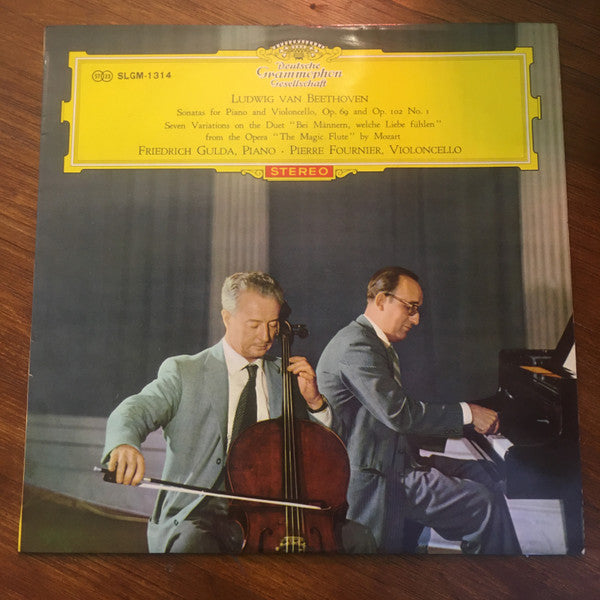 SLGM-1314
Deutsche
Grammophon
Gesellschaft
LUDWIG VAN BEETHOVEN
Sonatas for Piano and Violoncello, Op. 69 and Op. 102 No. 1
Seven Variations on the Duet "Bei Männern, welche Liebe fühlen"
from the Opera "The Magic Flute" by Mozart
FRIEDRICH GULDA, PIANO · PIERRE FOURNIER, VIOLONCELLO
STEREO